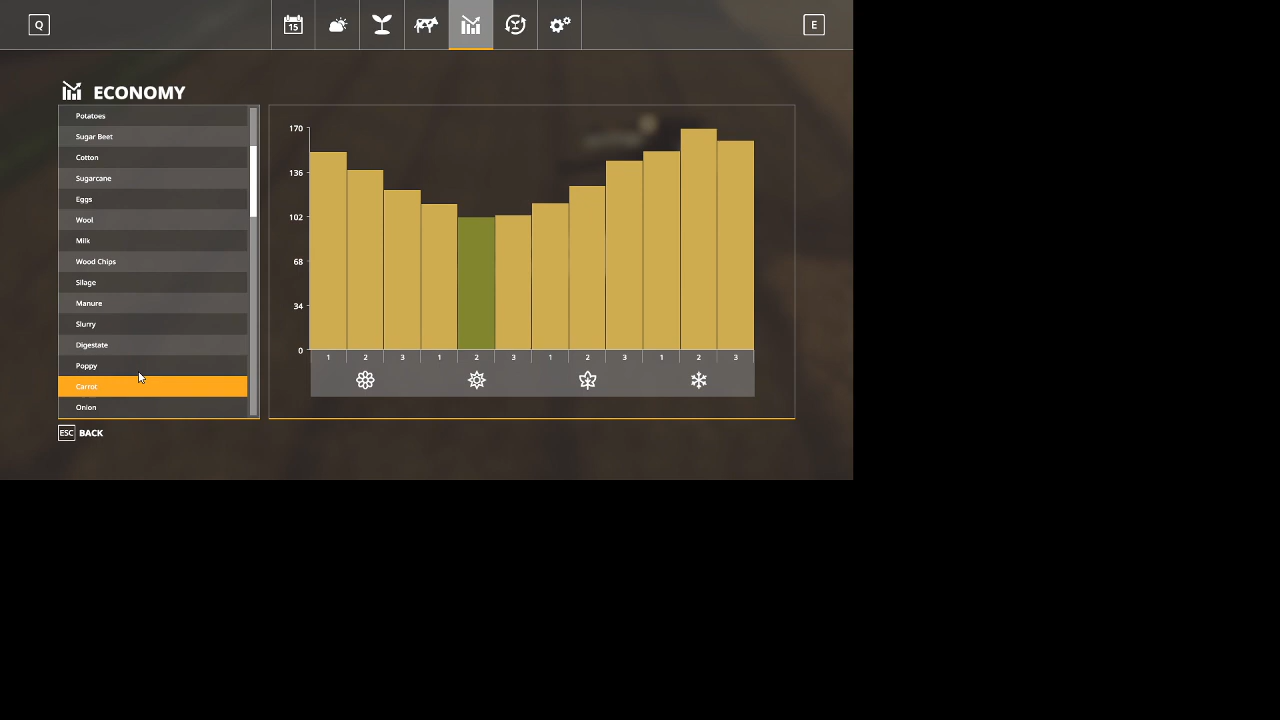 Q
15
E
ECONOMY
Potatoes
Sugar Beet
Cotton
Sugarcane
Eggs
Wool
Milk
Wood Chips
Silage
Manure
Slurry
Digestate
Poppy
Carrot
Onion
170
136
102
68
34
0
1 2 3 1 2 3 1 2 3 1 2 3
ESC BACK